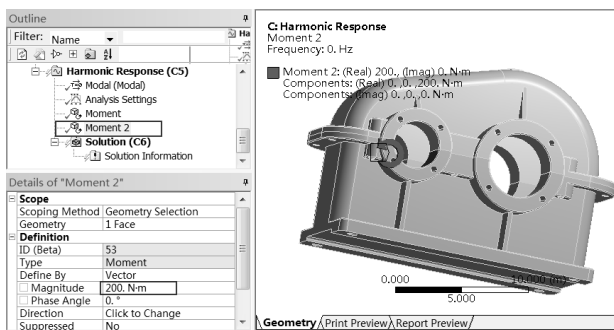 Outline
Filter: Name
Ha
Harmonic Response (C5)
Modal (Modal)
Analysis Settings
Moment
Moment 2
Solution (C6)
Solution Information
Details of "Moment 2"
Scope
Scoping Method Geometry Selection
Geometry 1 Face
Definition
ID (Beta) 53
Type Moment
Define By Vector
Magnitude 200. N·m
Phase Angle 0. °
Direction Click to Change
Suppressed No
C: Harmonic Response
Moment 2
Frequency: 0. Hz
Moment 2: (Real) 200., (Imag) 0. N·m
Components: (Real) 0. ,0. ,200. N·m
Components: (Imag) 0. ,0. ,0. N·m
0.000 10.000 (m)
5.000
Geometry Print Preview Report Preview